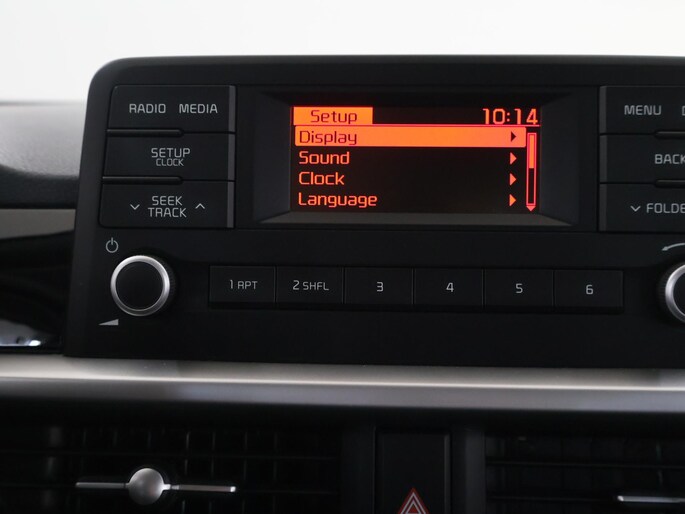 RADIO MEDIA
SETUP
CLOCK
SEEK
TRACK
Setup 10:14
Display
Sound
Clock
Language
MENU
BACK
FOLDE
1 RPT
2 SHFL
3
4
5
6